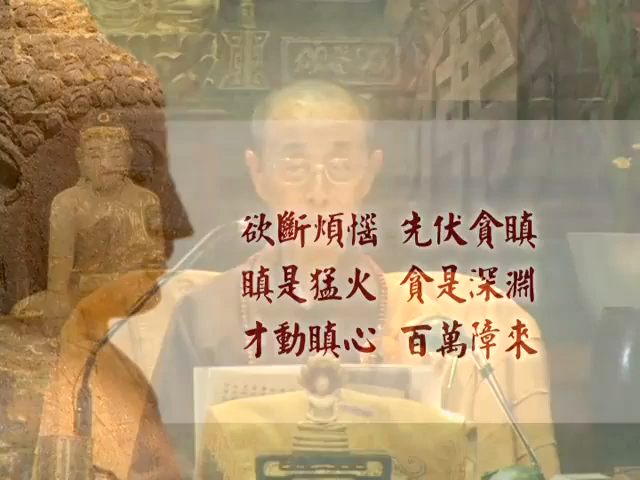 欲斷煩惱 先伏貪瞋
瞋是猛火 貪是深淵
才動瞋心 百萬障來